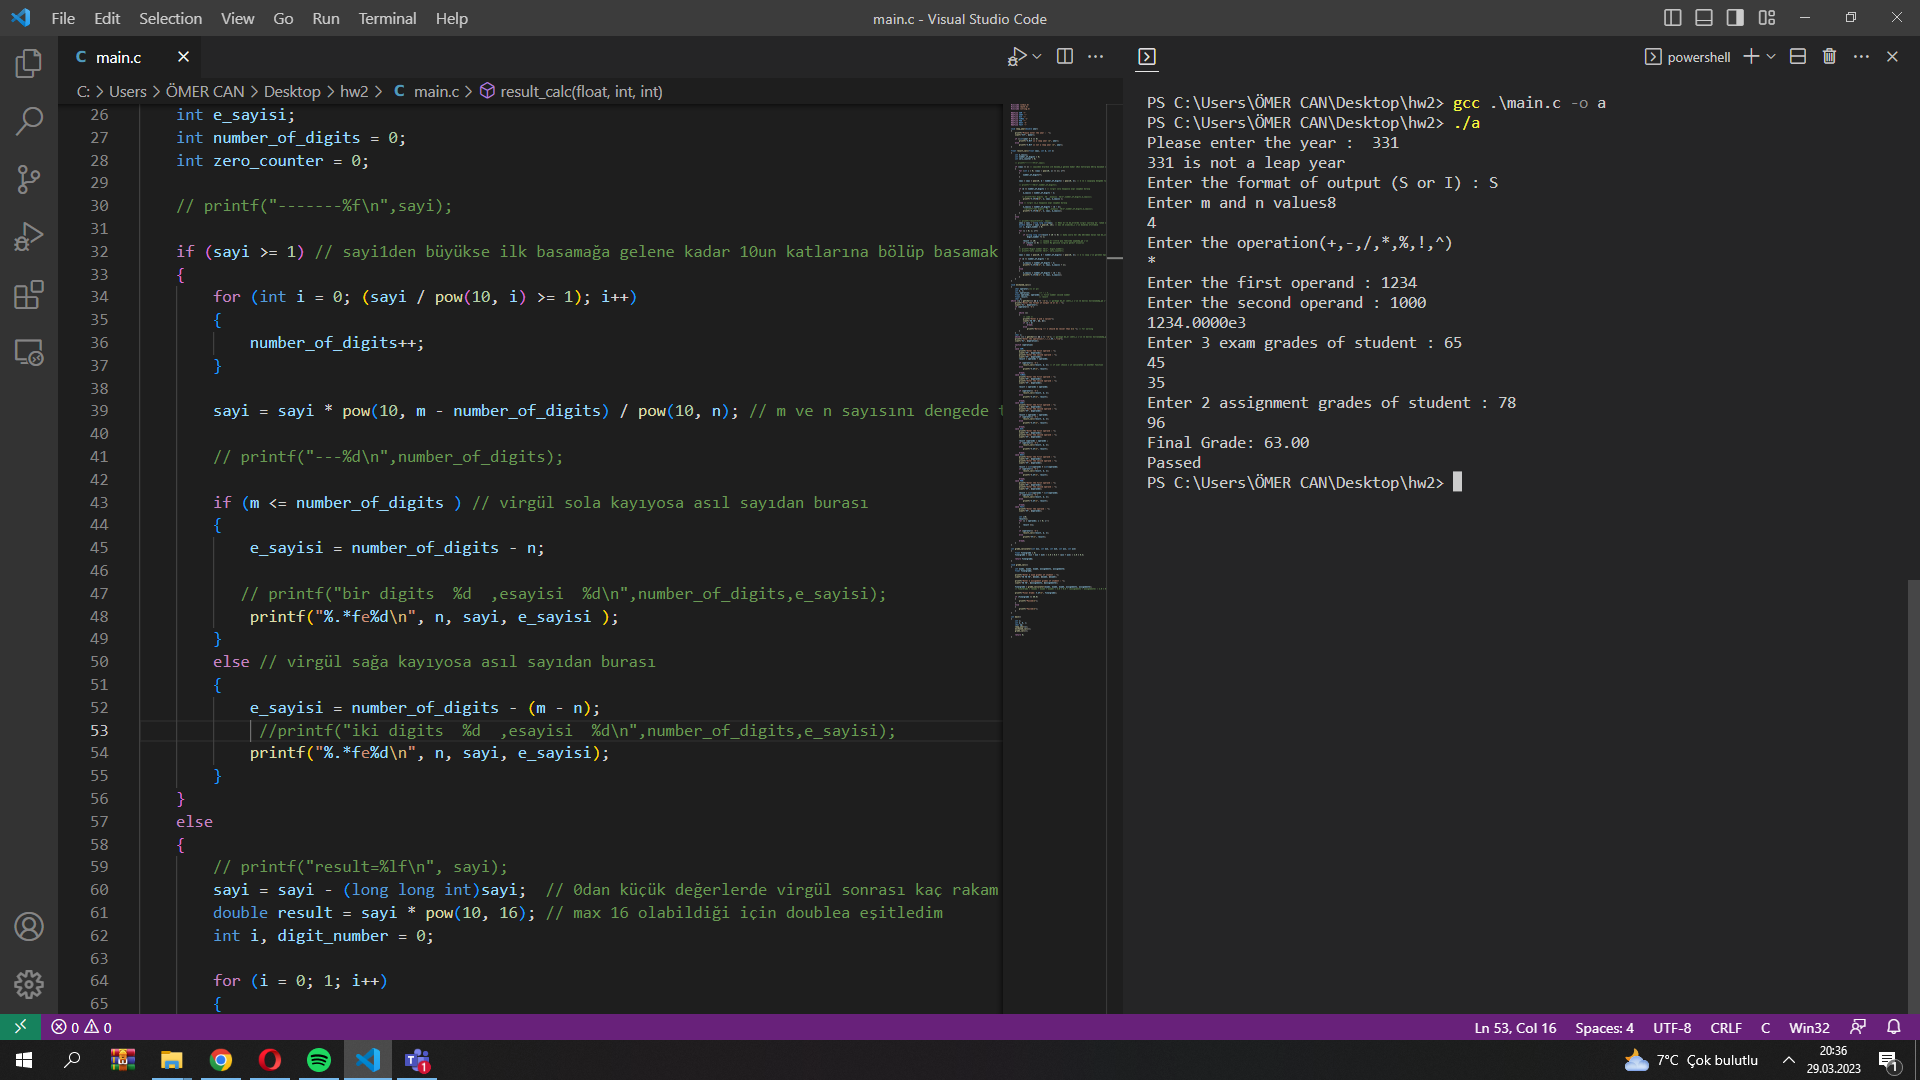 File Edit Selection View Go Run Terminal Help
main.c - Visual Studio Code
C main.c
C: > Users > ÖMER CAN > Desktop > hw2 > C main.c > result_calc(float, int, int)
26 int e_sayisi;
27 int number_of_digits = 0;
28 int zero_counter = 0;
29
30 // printf("-------%f\n",sayi);
31
32 if (sayi >= 1) // sayi1den büyükse ilk basamağa gelene kadar 10un katlarına bölüp basamak
33 {
34 for (int i = 0; (sayi / pow(10, i) >= 1); i++)
35 {
36 number_of_digits++;
37 }
38
39 sayi = sayi * pow(10, m - number_of_digits) / pow(10, n); // m ve n sayısını dengede
40
41 // printf("---%d\n",number_of_digits);
42
43 if (m <= number_of_digits ) // virgül sola kayıyosa asıl sayıdan burası
44 {
45 e_sayisi = number_of_digits - n;
46
47 // printf("bir digits  %d  ,esayisi  %d\n",number_of_digits,e_sayisi);
48 printf("%.*fe%d\n", n, sayi, e_sayisi );
49 }
50 else // virgül sağa kayıyosa asıl sayıdan burası
51 {
52 e_sayisi = number_of_digits - (m - n);
53 //printf("iki digits  %d  ,esayisi  %d\n",number_of_digits,e_sayisi);
54 printf("%.*fe%d\n", n, sayi, e_sayisi);
55 }
56 }
57 else
58 {
59 // printf("result=%lf\n", sayi);
60 sayi = sayi - (long long int)sayi;  // 0dan küçük değerlerde virgül sonrası kaç rakam
61 double result = sayi * pow(10, 16); // max 16 olabildiği için doublea eşitledim
62 int i, digit_number = 0;
63
64 for (i = 0; 1; i++)
65 {
powershell
PS C:\Users\ÖMER CAN\Desktop\hw2> gcc .\main.c -o a
PS C:\Users\ÖMER CAN\Desktop\hw2> ./a
Please enter the year :  331
331 is not a leap year
Enter the format of output (S or I) : S
Enter m and n values8
4
Enter the operation(+,-,/,*,%,!,^)
*
Enter the first operand : 1234
Enter the second operand : 1000
1234.0000e3
Enter 3 exam grades of student : 65
45
35
Enter 2 assignment grades of student : 78
96
Final Grade: 63.00
Passed
PS C:\Users\ÖMER CAN\Desktop\hw2>
0 0
Ln 53, Col 16 Spaces: 4 UTF-8 CRLF C Win32
7°C Çok bulutlu
20:36
29.03.2023
1
1